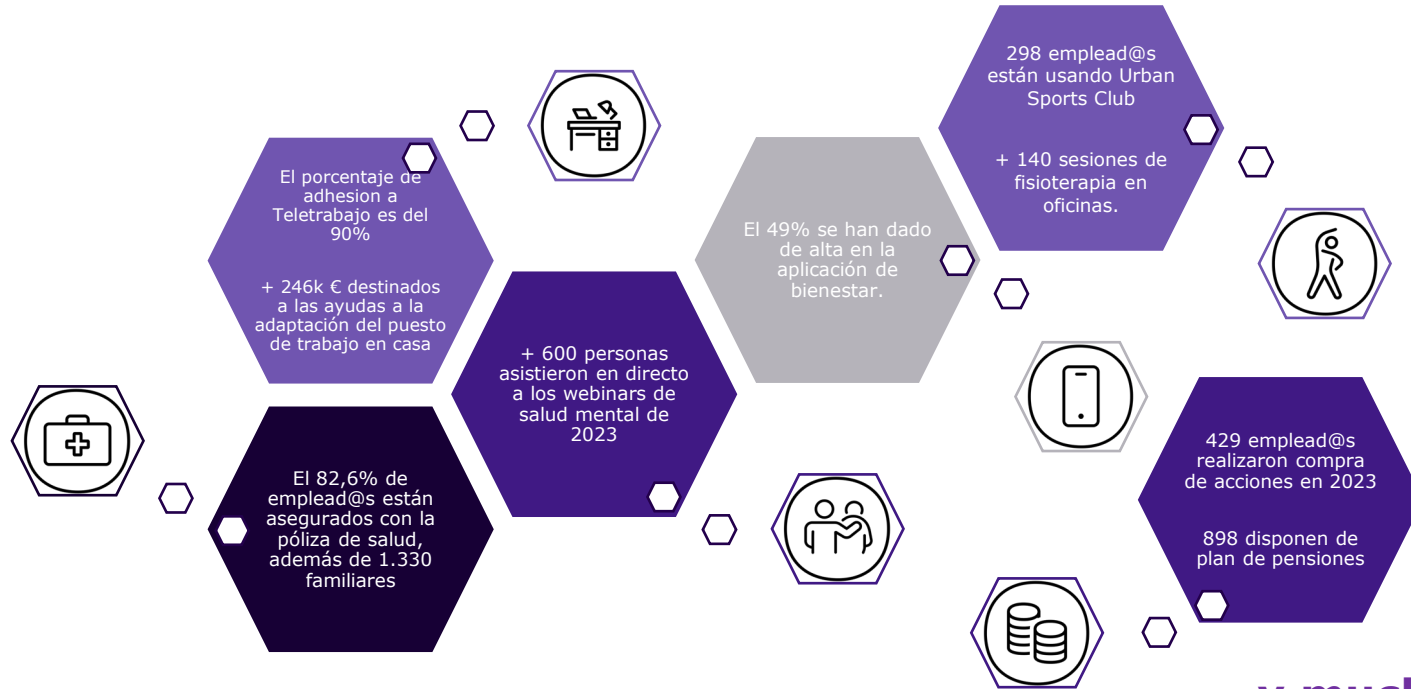 298 emplead@s
están usando Urban
Sports Club
+ 140 sesiones de
fisioterapia en
oficinas.
El porcentaje de
adhesion a
Teletrabajo es del
90%
+ 246k € destinados
a las ayudas a la
adaptación del puesto
de trabajo en casa
El 49% se han dado
de alta en la
aplicación de
bienestar.
+ 600 personas
asistieron en directo
a los webinars de
salud mental de
2023
429 emplead@s
realizaron compra
de acciones en 2023
898 disponen de
plan de pensiones
El 82,6% de
emplead@s están
asegurados con la
póliza de salud,
además de 1.330
familiares